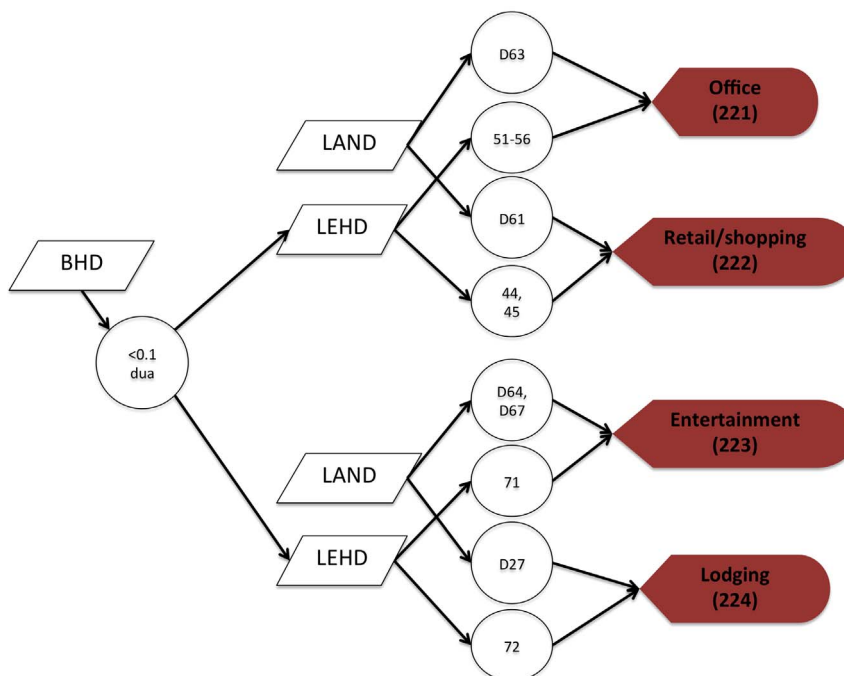 D63
Office
(221)
LAND
51-56
D61
Retail/shopping
(222)
LEHD
BHD
44,
45
<0.1
dua
D64,
D67
Entertainment
(223)
LAND
71
LEHD
D27
Lodging
(224)
72